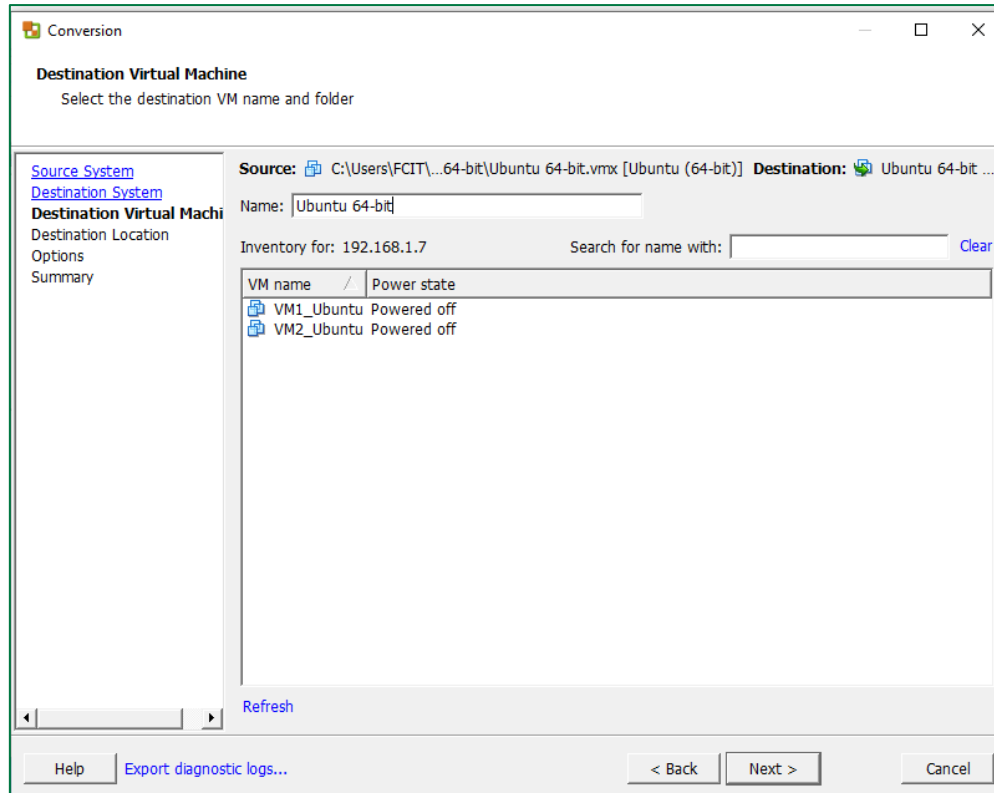 Conversion
Destination Virtual Machine
Select the destination VM name and folder
Source System
Destination System
Destination Virtual Machi
Destination Location
Options
Summary
Source: C:\Users\FCIT\...64-bit\Ubuntu 64-bit.vmx [Ubuntu (64-bit)] Destination: Ubuntu 64-bit ...
Name: Ubuntu 64-bit
Inventory for: 192.168.1.7 Search for name with: Clear
VM name Power state
VM1_Ubuntu Powered off
VM2_Ubuntu Powered off
Refresh
Help Export diagnostic logs... < Back Next > Cancel